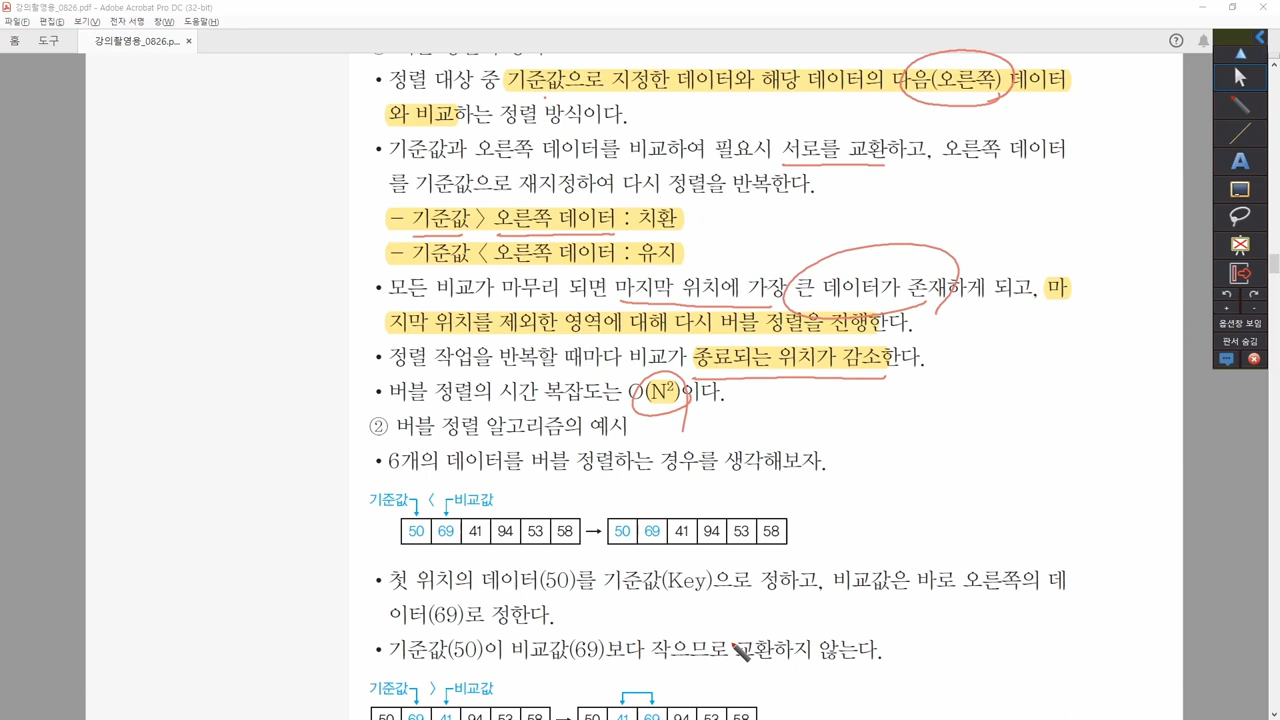 강의촬영용_0826.pdf - Adobe Acrobat Pro DC (32-bit)
파일(F) 편집(E) 보기(V) 전자 서명 창(W) 도움말(H)
홈 도구 강의촬영용_0826.p... ×
• 정렬 대상 중 기준값으로 지정한 데이터와 해당 데이터의 다음(오른쪽) 데이터
와 비교하는 정렬 방식이다.
• 기준값과 오른쪽 데이터를 비교하여 필요시 서로를 교환하고, 오른쪽 데이터
를 기준값으로 재지정하여 다시 정렬을 반복한다.
− 기준값 〉 오른쪽 데이터 : 치환
− 기준값 〈 오른쪽 데이터 : 유지
• 모든 비교가 마무리 되면 마지막 위치에 가장 큰 데이터가 존재하게 되고, 마
지막 위치를 제외한 영역에 대해 다시 버블 정렬을 진행한다.
• 정렬 작업을 반복할 때마다 비교가 종료되는 위치가 감소한다.
• 버블 정렬의 시간 복잡도는 O(N²)이다.
② 버블 정렬 알고리즘의 예시
• 6개의 데이터를 버블 정렬하는 경우를 생각해보자.
기준값 〈 비교값
50 69 41 94 53 58 → 50 69 41 94 53 58
• 첫 위치의 데이터(50)를 기준값(Key)으로 정하고, 비교값은 바로 오른쪽의 데
이터(69)로 정한다.
• 기준값(50)이 비교값(69)보다 작으므로 교환하지 않는다.
기준값 〉 비교값
50 69 41 94 53 58 → 50 41 69 94 53 58
A
옵션창 보임
판서 숨김